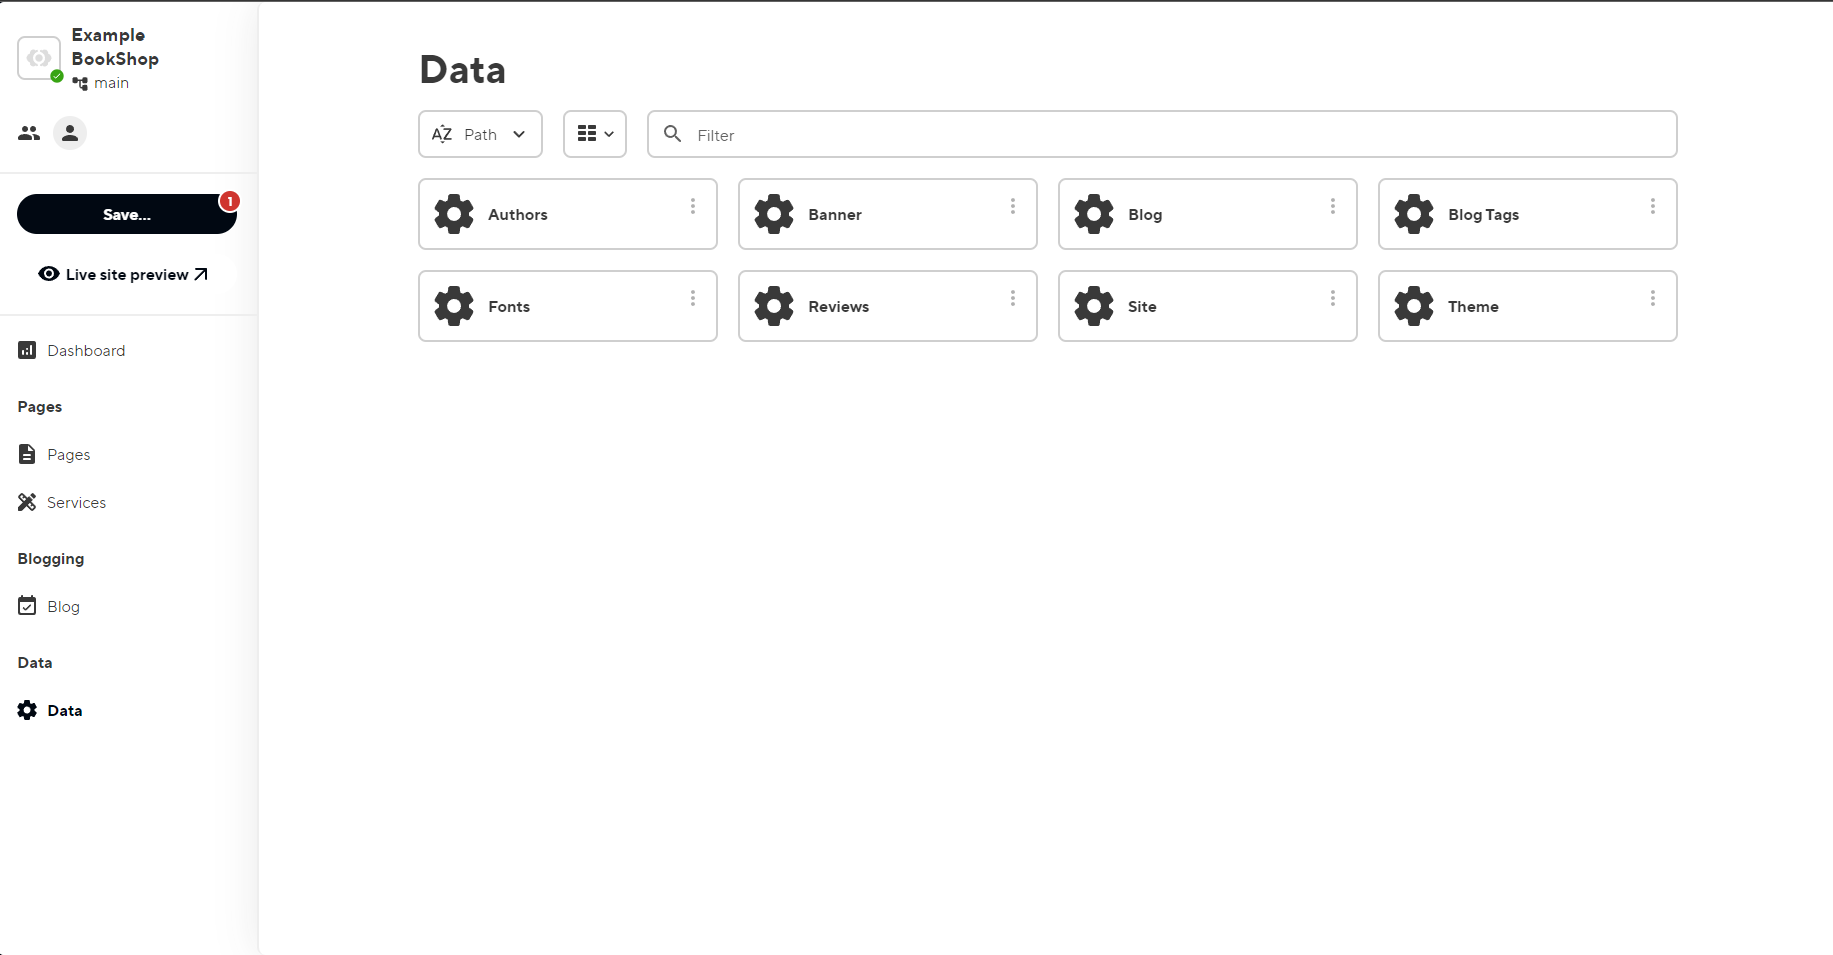 Example
BookShop
main
Save...
1
Live site preview
Dashboard
Pages
Pages
Services
Blogging
Blog
Data
Data
Data
Path
Filter
Authors
Banner
Blog
Blog Tags
Fonts
Reviews
Site
Theme